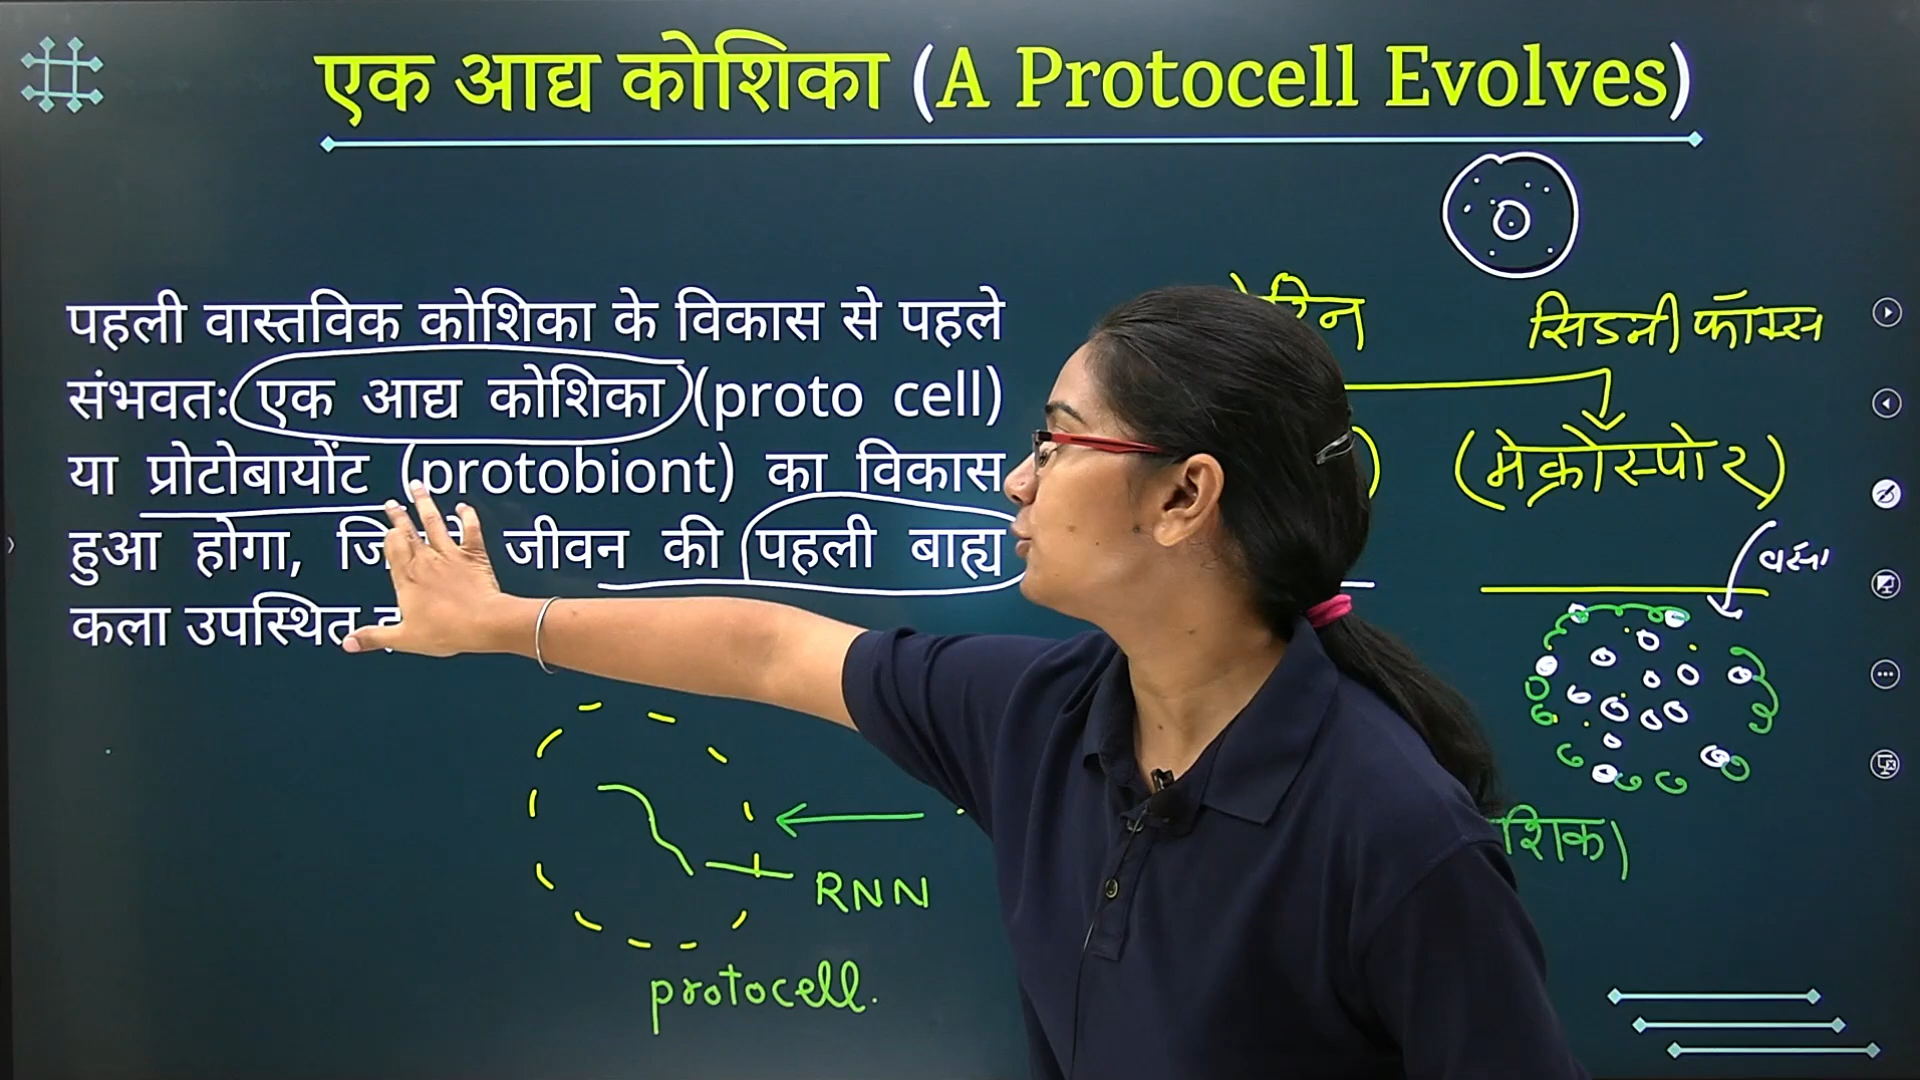 एक आद्य कोशिका (A Protocell Evolves)
पहली वास्तविक कोशिका के विकास से पहले
संभवतः एक आद्य कोशिका (proto cell)
या प्रोटोबायोंट (protobiont) का विकास
हुआ होगा, जीवन की पहली बाह्य
कला उपस्थित
सिडनी फॉक्स
(मेक्रोस्पोर)
वसा
RNN
protocell.